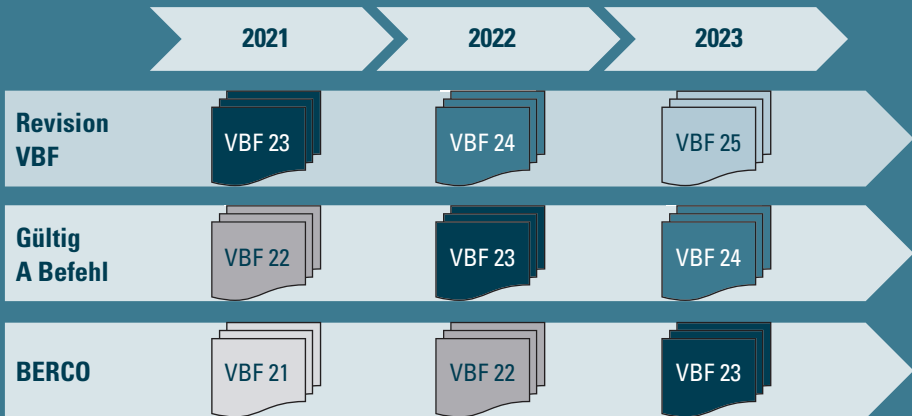 2021 2022 2023
Revision
VBF
VBF 23 VBF 24 VBF 25
Gültig
A Befehl
VBF 22 VBF 23 VBF 24
BERCO VBF 21 VBF 22 VBF 23